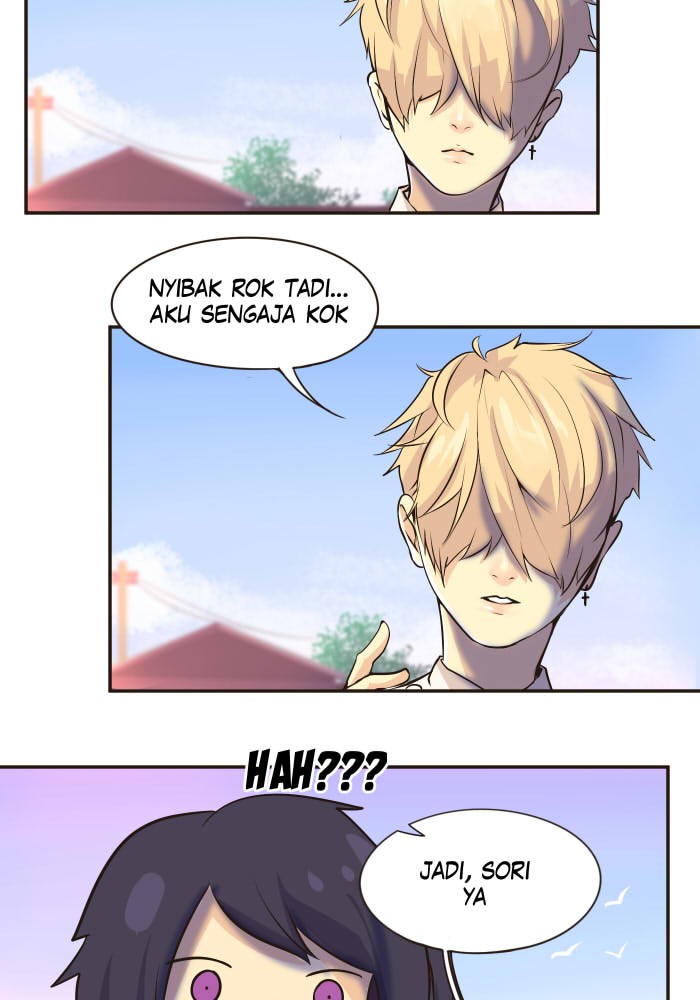 NYIBAK ROK TADI...
AKU SENGAJA KOK
HAH???
JADI, SORI
YA